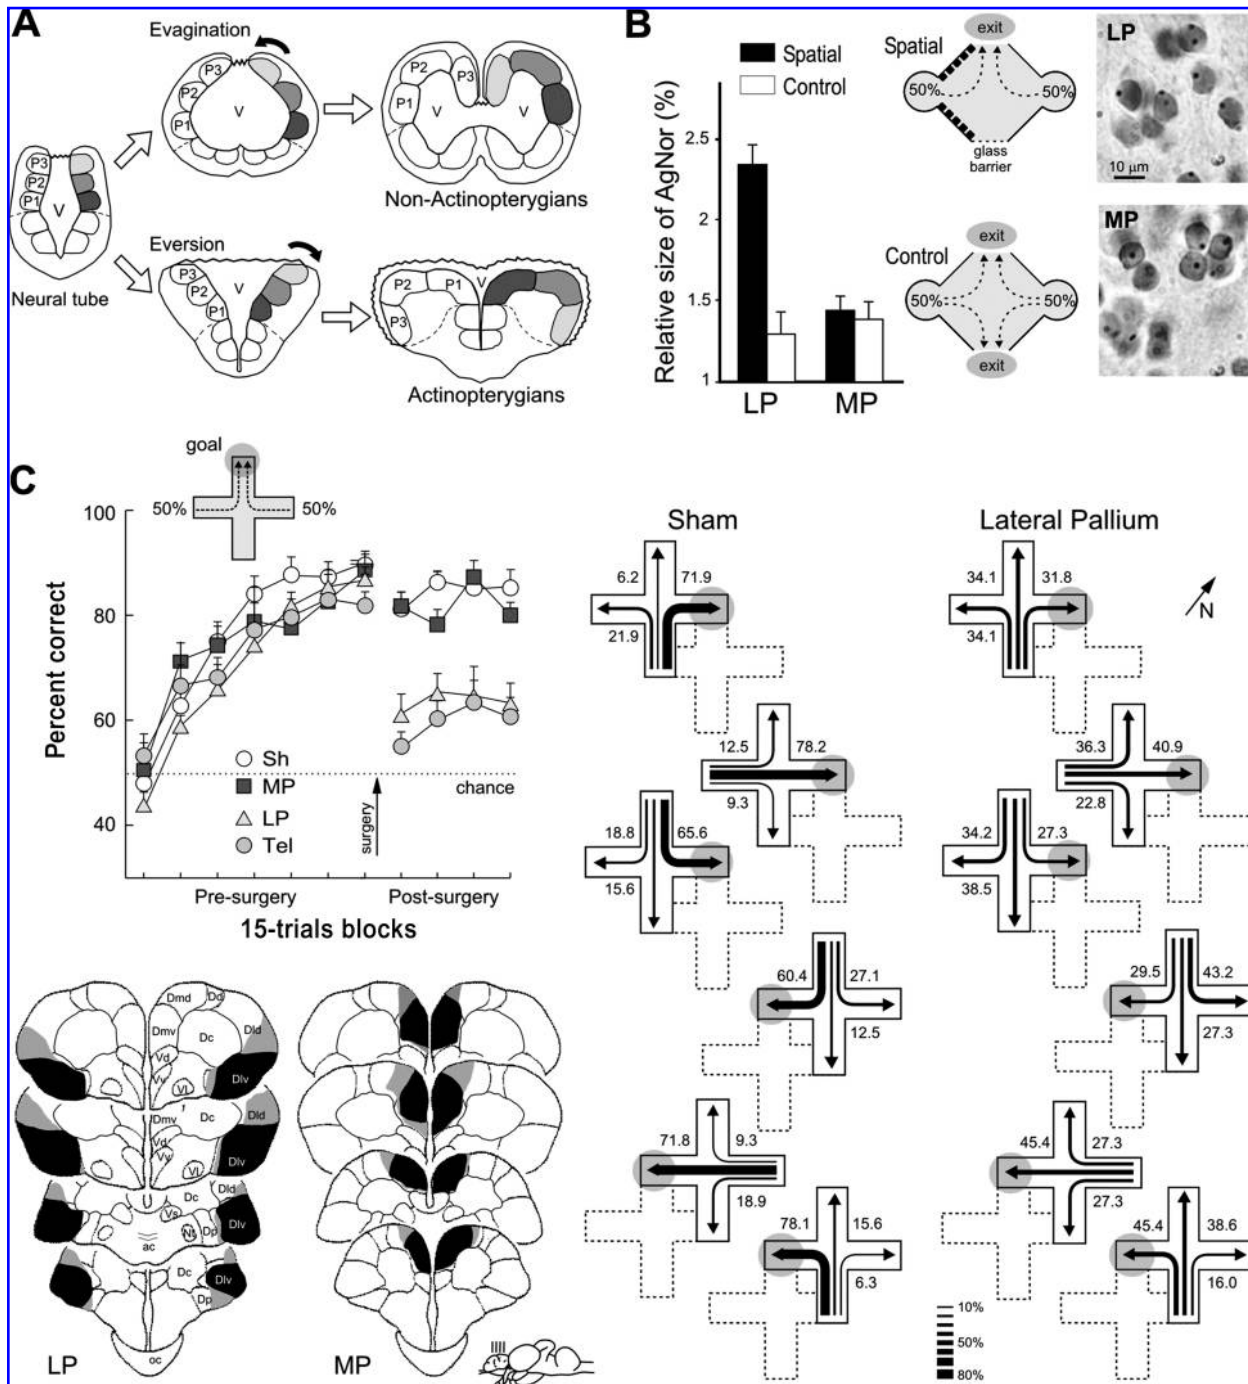 A
Evagination
P3
P2
P1
V
P2
P3
P1
V
V
Non-Actinopterygians
P3
P2
P1
V
Neural tube
Eversion
P3
P2
P1
V
P2
P1
V
P3
Actinopterygians
B
Spatial
Control
Relative size of AgNor (%)
2.5
2
1.5
1
LP
MP
Spatial
exit
50%
50%
glass
barrier
Control
exit
50%
50%
exit
LP
10 µm
MP
C
goal
50%
50%
Percent correct
100
80
60
40
Sh
MP
LP
Tel
surgery
chance
Pre-surgery
Post-surgery
15-trials blocks
Sham
6.2
71.9
21.9
12.5
78.2
9.3
18.8
65.6
15.6
60.4
27.1
12.5
71.8
9.3
18.9
78.1
15.6
6.3
Lateral Pallium
N
34.1
31.8
34.1
36.3
40.9
22.8
34.2
27.3
38.5
29.5
43.2
27.3
45.4
27.3
27.3
45.4
38.6
16.0
10%
50%
80%
Dmd
Dd
Dmv
Dc
Dld
Vd
Vv
Vl
Dlv
Dmv
Dc
Dld
Vd
Vv
Vl
Dlv
Dc
Dld
Vs
Nt
Dp
Dlv
ac
Dc
Dlv
Dp
oc
LP
MP